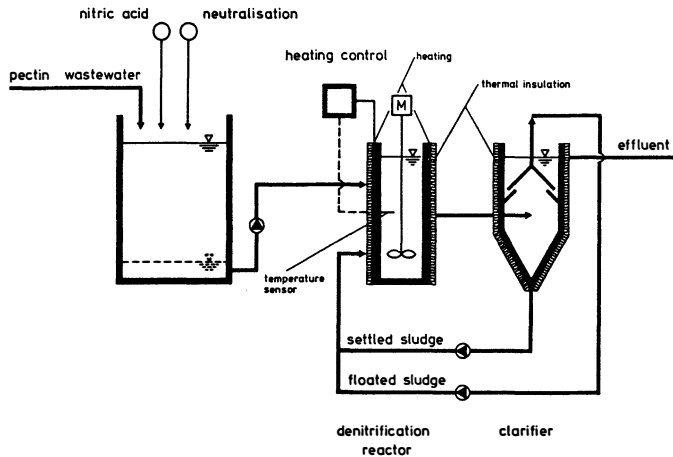 nitric acid
neutralisation
pectin wastewater
heating control
heating
thermal insulation
M
effluent
temperature
sensor
settled sludge
floated sludge
denitrification
reactor
clarifier